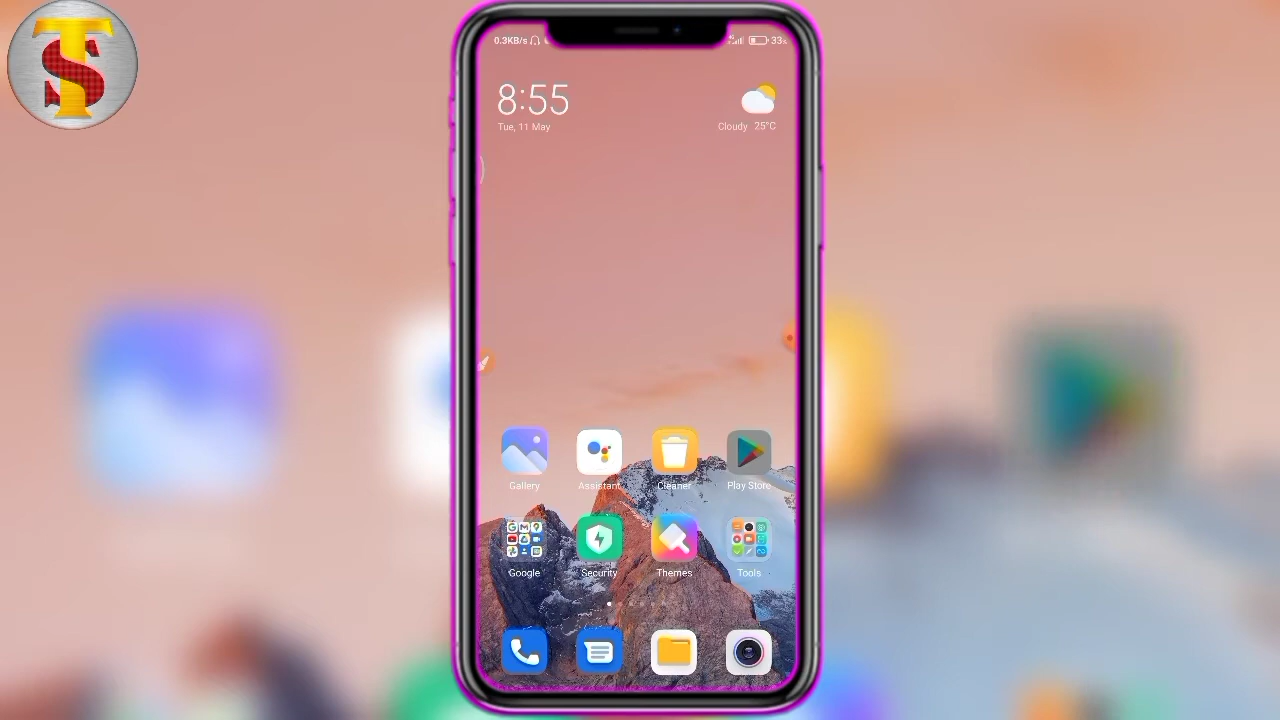 TS
0.3KB/s 4G 33%
8:55
Tue, 11 May
Cloudy 25°C
Gallery Assistant Cleaner Play Store
Google Security Themes Tools